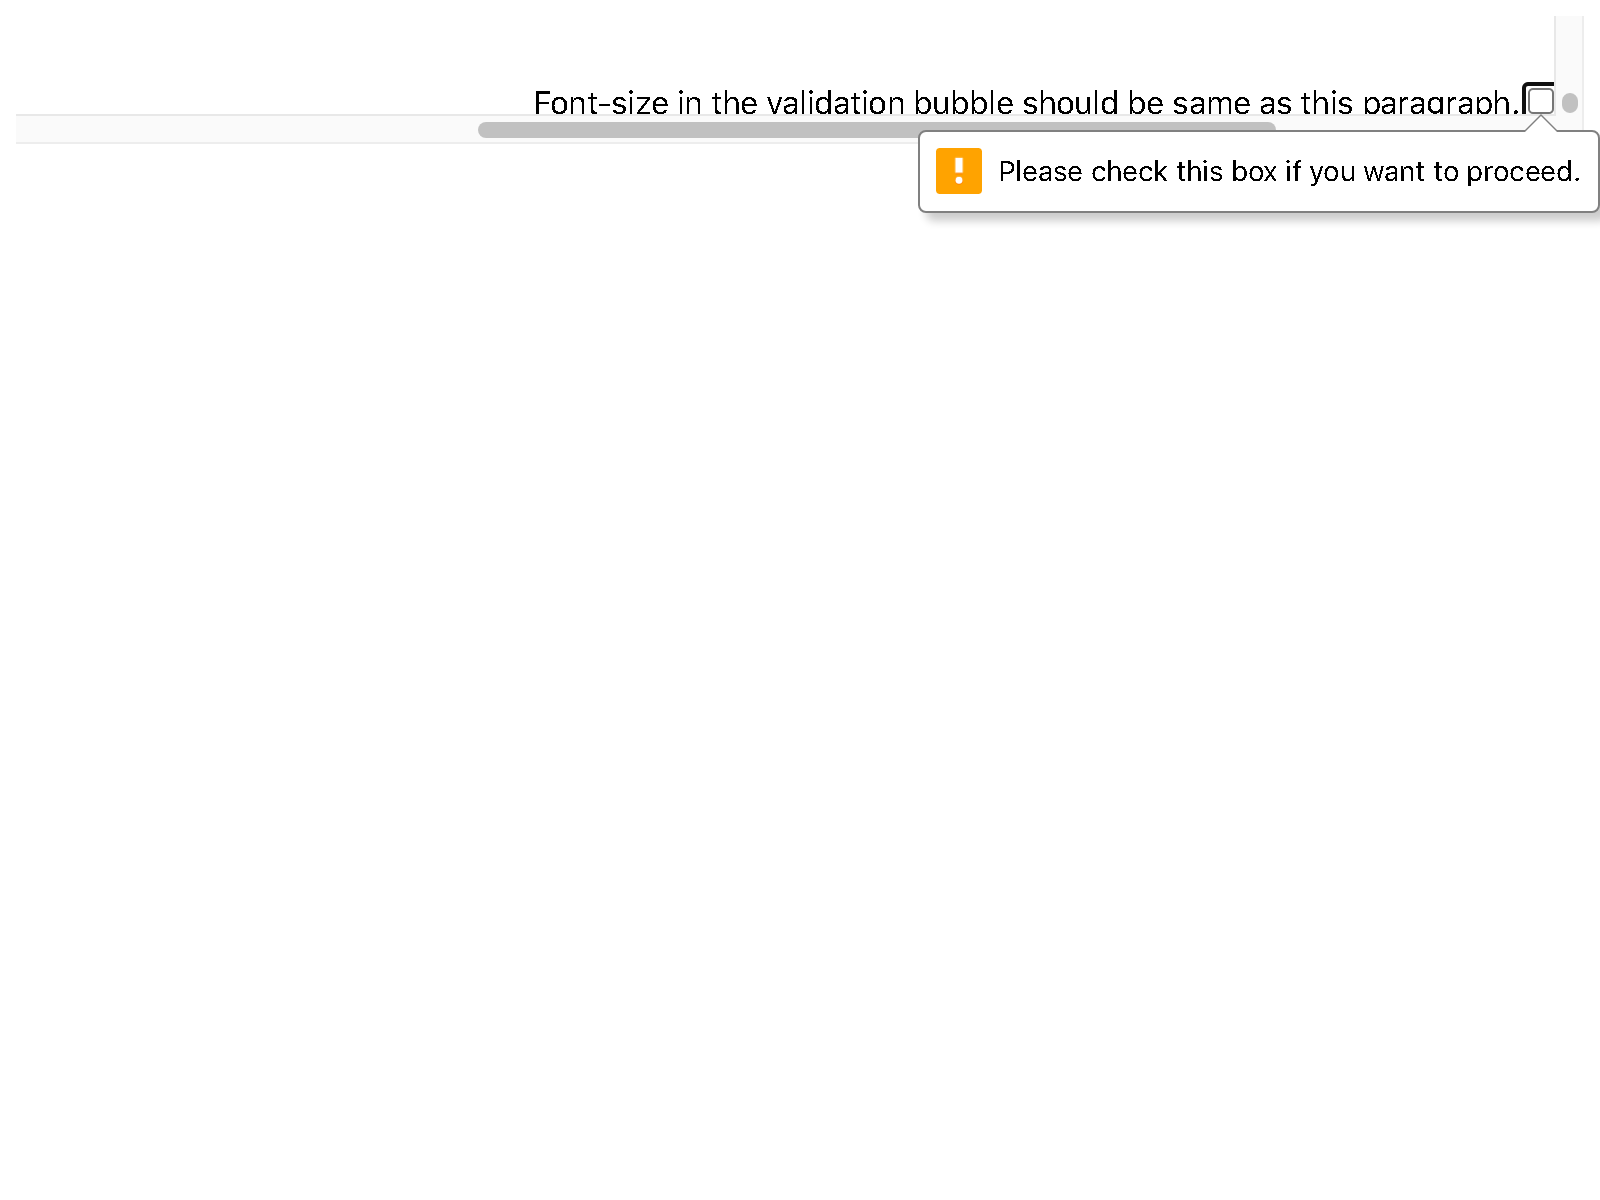 Font-size in the validation bubble should be same as this paragraph.
Please check this box if you want to proceed.